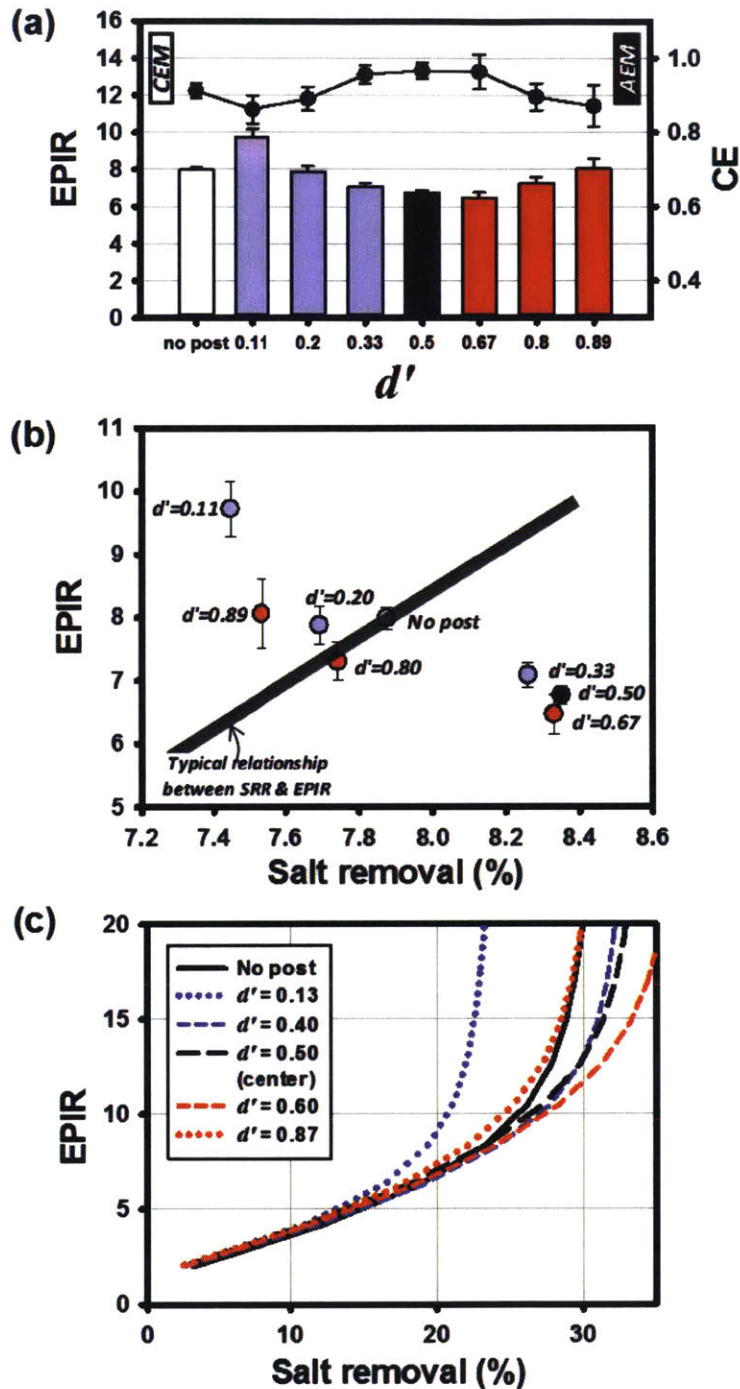 (a)
16
14
12
10
8
6
4
2
0
EPIR
CEM
AEM
1.0
0.8
0.6
0.4
CE
no post 0.11 0.2 0.33 0.5 0.67 0.8 0.89
d'
(b)
11
10
9
8
7
6
5
EPIR
d'=0.11
d'=0.89
d'=0.20
No post
d'=0.80
d'=0.33
d'=0.50
d'=0.67
Typical relationship
between SRR & EPIR
7.2 7.4 7.6 7.8 8.0 8.2 8.4 8.6
Salt removal (%)
(c)
20
15
10
5
0
EPIR
No post
d' = 0.13
d' = 0.40
d' = 0.50
(center)
d' = 0.60
d' = 0.87
0 10 20 30
Salt removal (%)